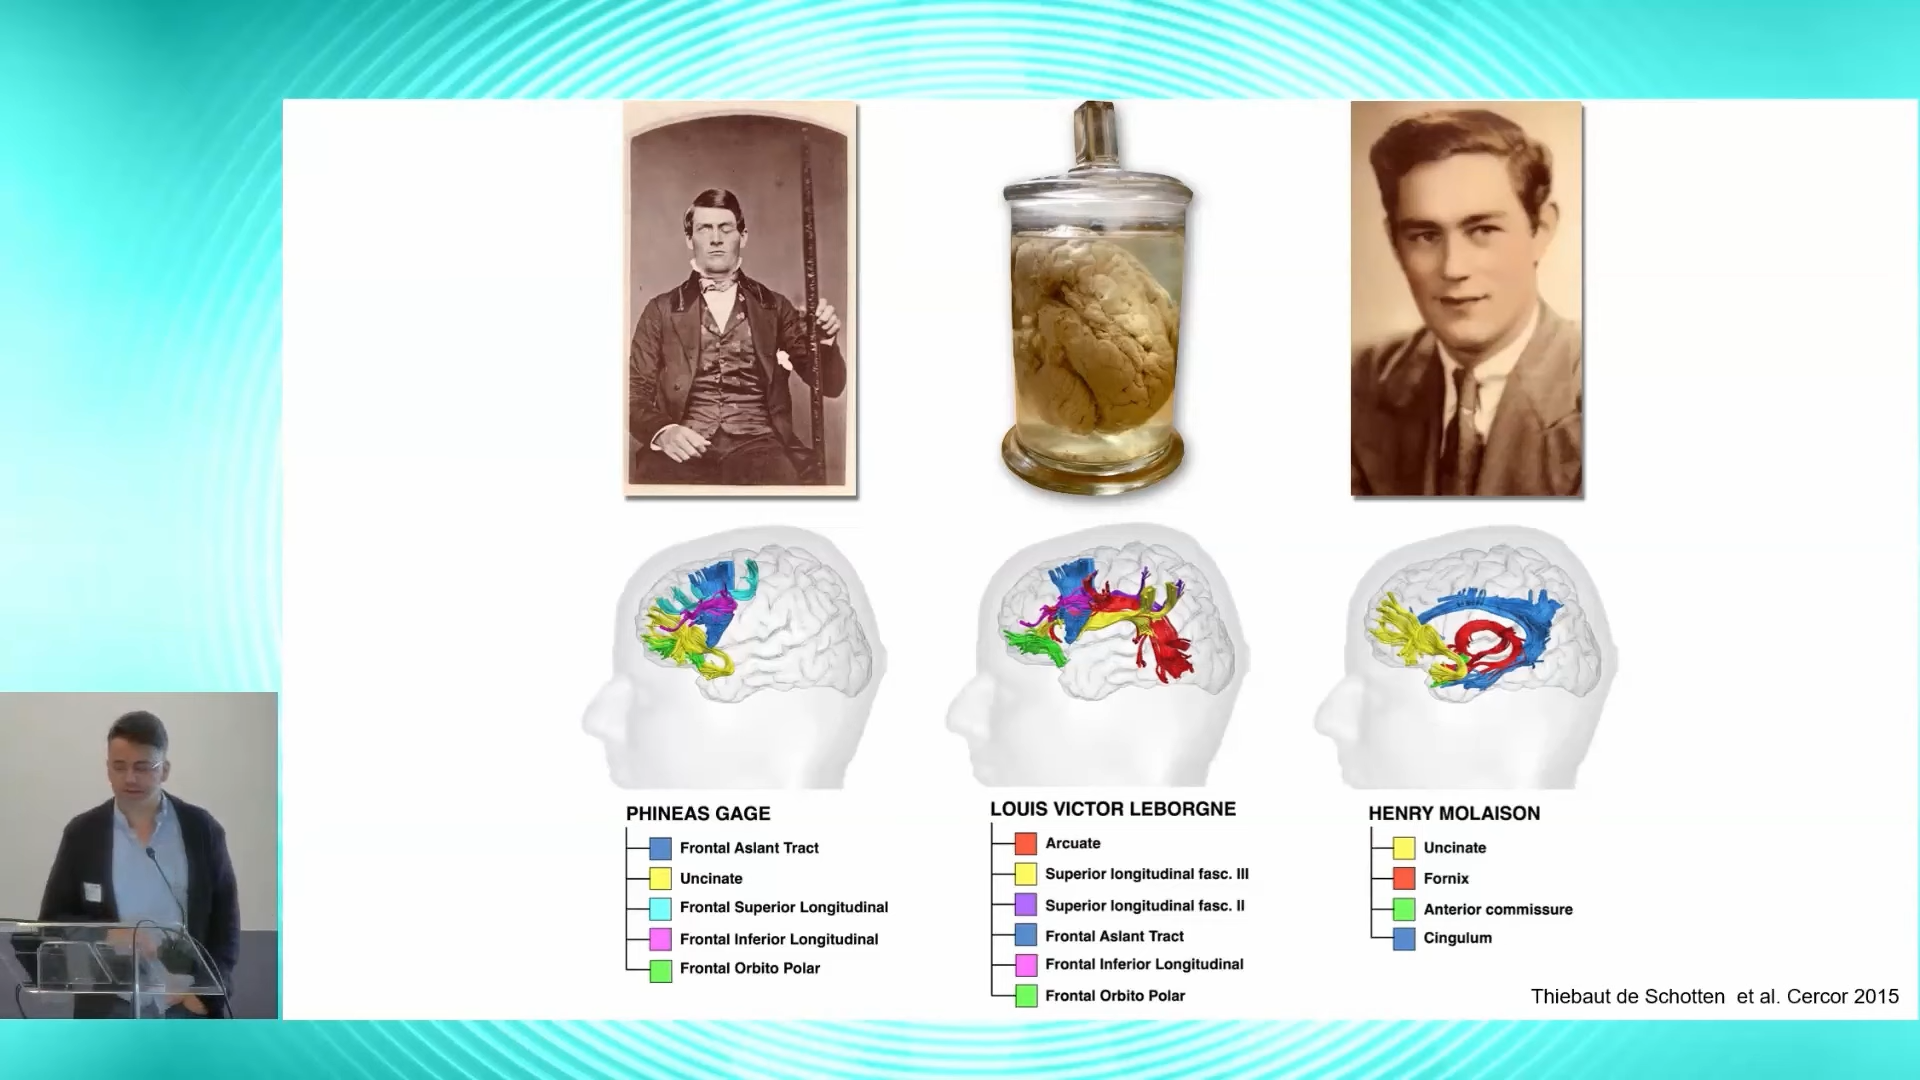 PHINEAS GAGE
Frontal Aslant Tract
Uncinate
Frontal Superior Longitudinal
Frontal Inferior Longitudinal
Frontal Orbito Polar
LOUIS VICTOR LEBORGNE
Arcuate
Superior longitudinal fasc. III
Superior longitudinal fasc. II
Frontal Aslant Tract
Frontal Inferior Longitudinal
Frontal Orbito Polar
HENRY MOLAISON
Uncinate
Fornix
Anterior commissure
Cingulum
Thiebaut de Schotten et al. Cercor 2015